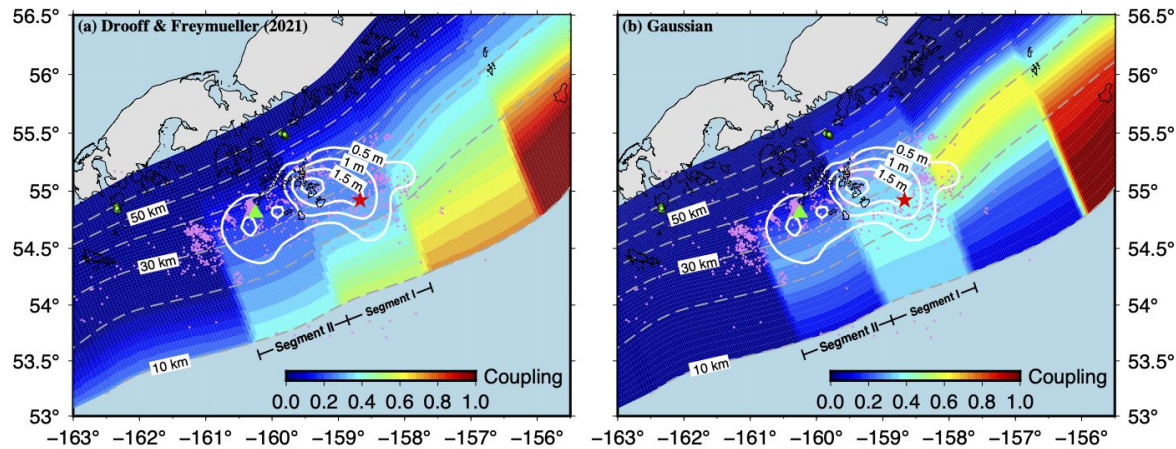 (a) Drooff & Freymueller (2021)
56.5°
56°
55.5°
55°
54.5°
54°
53.5°
53°
0.5 m
1 m
1.5 m
50 km
30 km
10 km
Segment II
Segment I
Coupling
0.0 0.2 0.4 0.6 0.8 1.0
−163 −162 −161 −160 −159 −158 −157 −156
(b) Gaussian
0.5 m
1 m
1.5 m
50 km
30 km
10 km
Segment II
Segment I
Coupling
0.0 0.2 0.4 0.6 0.8 1.0
−163 −162 −161 −160 −159 −158 −157 −156
56.5°
56°
55.5°
55°
54.5°
54°
53.5°
53°